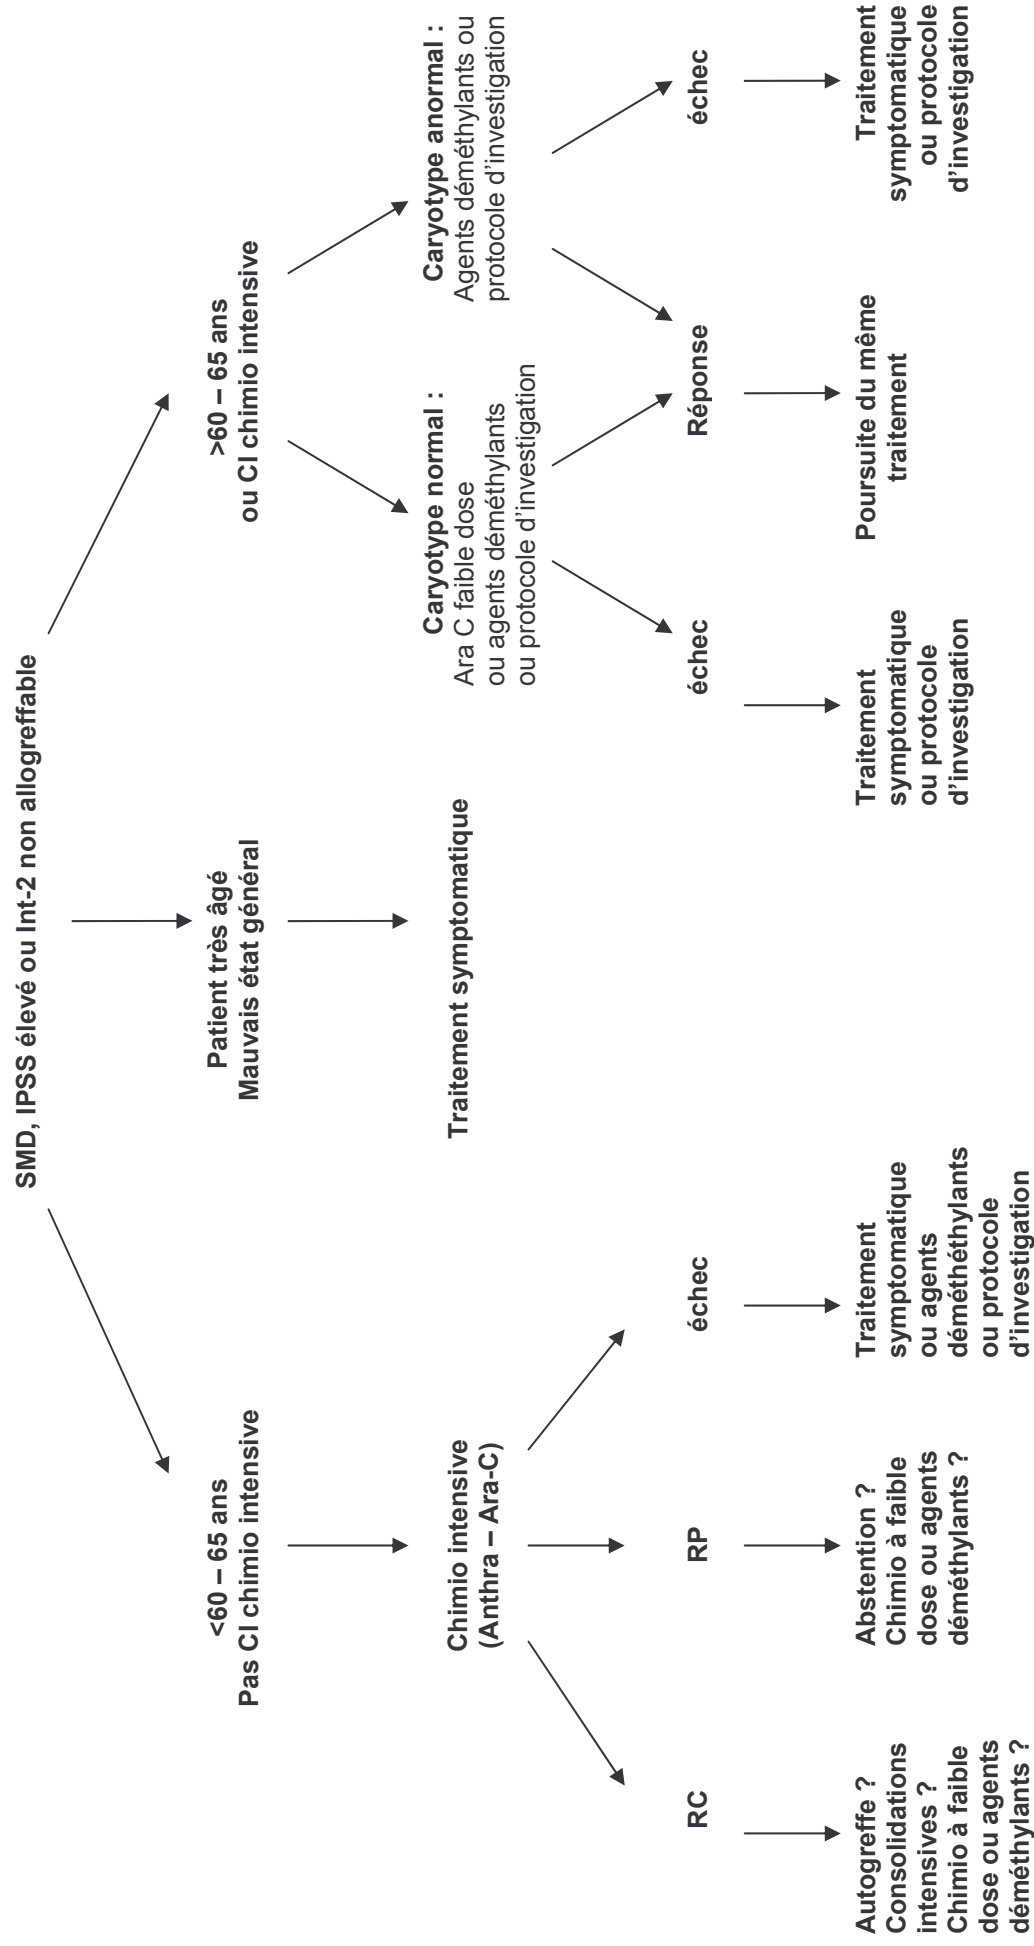 SMD, IPSS élevé ou Int-2 non allogreffable
<60 – 65 ans
Pas CI chimio intensive
Patient très âgé
Mauvais état général
>60 – 65 ans
ou CI chimio intensive
Chimio intensive
(Anthra – Ara-C)
Traitement symptomatique
Caryotype normal :
Ara C faible dose
ou agents déméthylants
ou protocole d’investigation
Caryotype anormal :
Agents déméthylants ou
protocole d’investigation
RC
RP
échec
échec
Réponse
échec
Autogreffe ?
Consolidations
intensives ?
Chimio à faible
dose ou agents
déméthylants ?
Abstention ?
Chimio à faible
dose ou agents
déméthylants ?
Traitement
symptomatique
ou agents
déméthéthylants
ou protocole
d’investigation
Traitement
symptomatique
ou protocole
d’investigation
Poursuite du même
traitement
Traitement
symptomatique
ou protocole
d’investigation